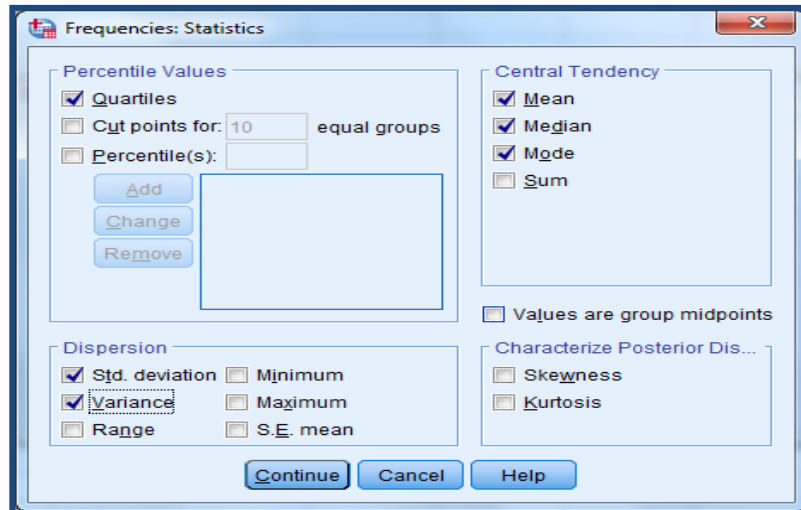 Frequencies: Statistics
Percentile Values
Quartiles
Cut points for: 10 equal groups
Percentile(s):
Add
Change
Remove
Central Tendency
Mean
Median
Mode
Sum
Values are group midpoints
Dispersion
Std. deviation Minimum
Variance Maximum
Range S.E. mean
Characterize Posterior Dis...
Skewness
Kurtosis
Continue Cancel Help